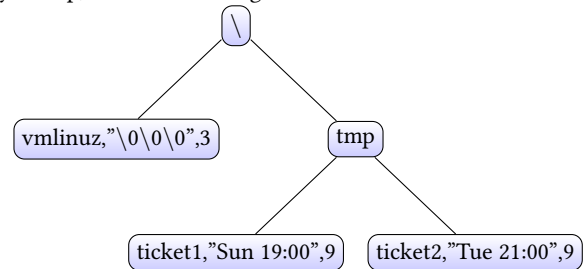 \
vmlinuz,”\0\0\0”,3
tmp
ticket1,”Sun 19:00”,9
ticket2,”Tue 21:00”,9